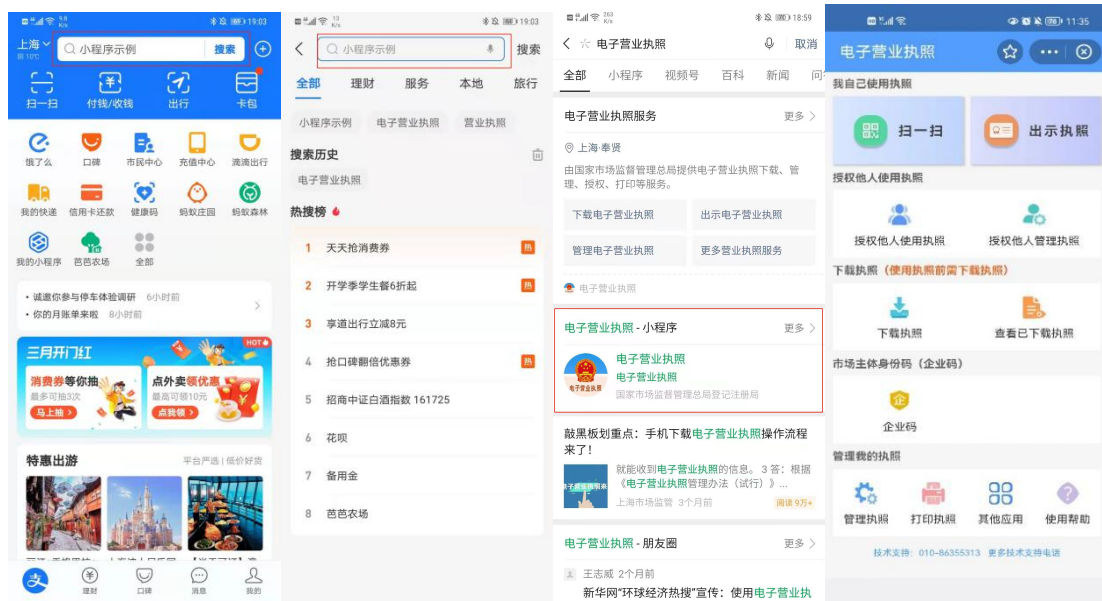 9.8
K/s
19:03
上海
阴 10°C
小程序示例
搜索
扫一扫
付钱/收钱
出行
卡包
饿了么
口碑
市民中心
充值中心
滴滴出行
我的快递
信用卡还款
健康码
蚂蚁庄园
蚂蚁森林
我的小程序
芭芭农场
全部
·诚邀你参与停车体验调研 6小时前
·你的月账单来啦 8小时前
三月开门红
HOT
消费券等你抽
最多可抽3次
马上抽
点外卖领优惠
最高可领10元
点我领
特惠出游
平台严选 | 低价好货
支
理财
口碑
消息
我的
13
K/s
19:03
小程序示例
搜索
全部
理财
服务
本地
旅行
小程序示例
电子营业执照
营业执照
搜索历史
电子营业执照
热搜榜
1 天天抢消费券 热
2 开学季学生餐6折起 热
3 享道出行立减8元
4 抢口碑翻倍优惠券 热
5 招商中证白酒指数 161725
6 花呗
7 备用金
8 芭芭农场
263
K/s
18:59
电子营业执照
取消
全部
小程序
视频号
百科
新闻
电子营业执照服务
更多
上海·奉贤
由国家市场监督管理总局提供电子营业执照下载、管
理、授权、打印等服务。
下载电子营业执照
出示电子营业执照
管理电子营业执照
更多营业执照服务
电子营业执照
电子营业执照 - 小程序
更多
电子营业执照
电子营业执照
电子营业执照
国家市场监督管理总局登记注册局
敲黑板划重点：手机下载电子营业执照操作流程
来了！
就能收到电子营业执照的信息。 3 答：根据
《电子营业执照管理办法（试行）》...
上海市场监管 3个月前
阅读 9万+
电子营业执照 - 朋友圈
更多
王志威 2个月前
新华网“环球经济热搜”宣传：使用电子营业执
11:35
电子营业执照
我自己使用执照
扫一扫
出示执照
授权他人使用执照
授权他人使用执照
授权他人管理执照
下载执照（使用执照前需下载执照）
下载执照
查看已下载执照
市场主体身份码（企业码）
企业码
管理我的执照
管理执照
打印执照
其他应用
使用帮助
技术支持：010-86355313 更多技术支持电话